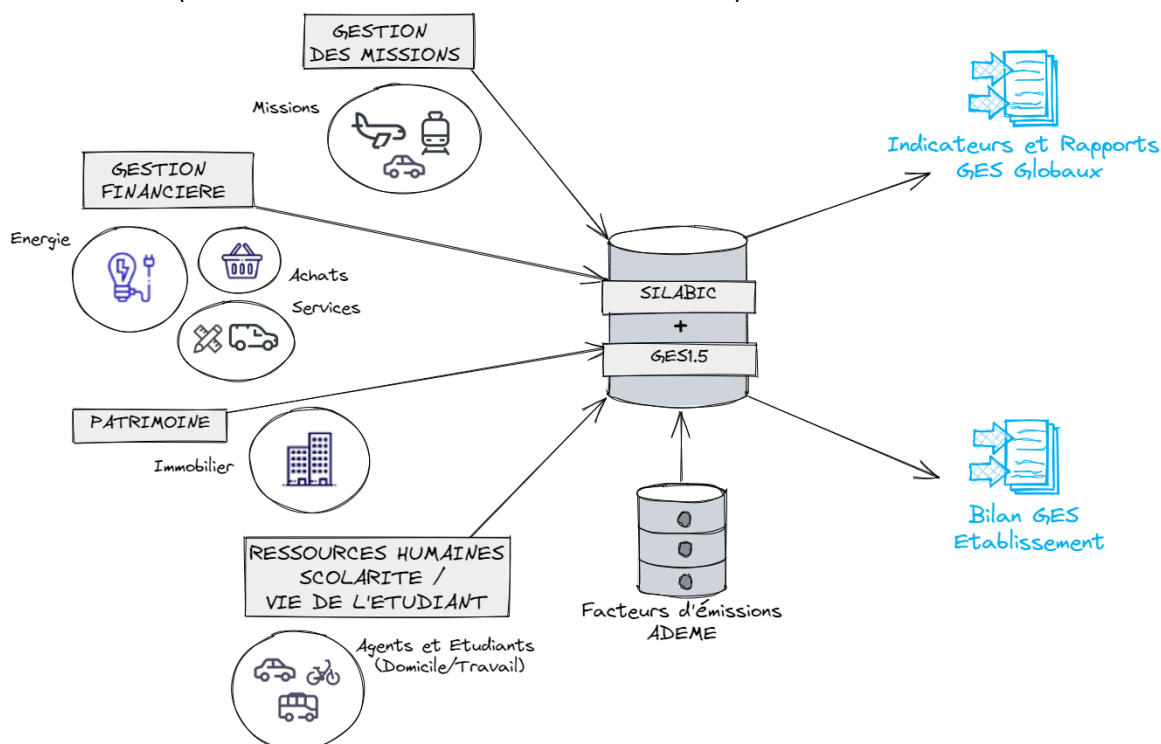 GESTION
DES MISSIONS
Missions
GESTION
FINANCIERE
Energie
Achats
Services
PATRIMOINE
Immobilier
RESSOURCES HUMAINES
SCOLARITE /
VIE DE L'ETUDIANT
Agents et Etudiants
(Domicile/Travail)
SILABIC
+
GES1.5
Facteurs d'émissions
ADEME
Indicateurs et Rapports
GES Globaux
Bilan GES
Etablissement